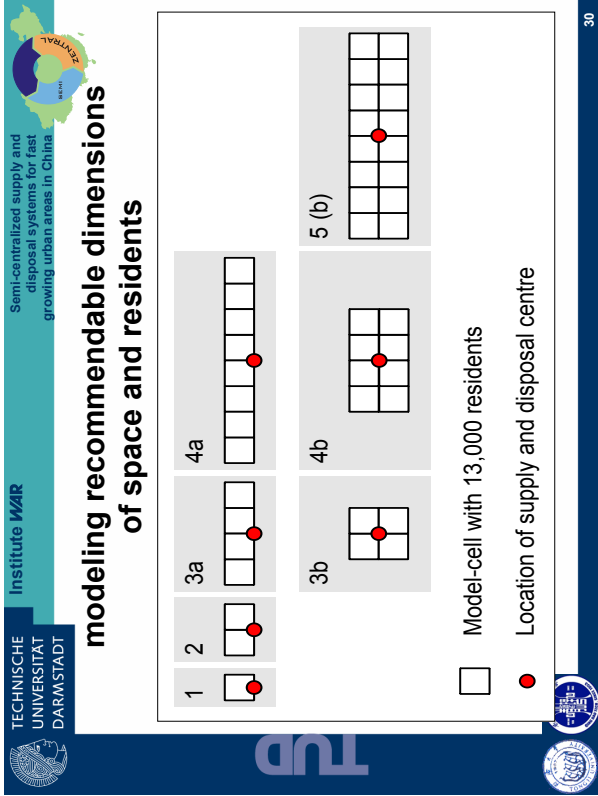 TECHNISCHE
UNIVERSITÄT
DARMSTADT
Institute WAR
Semi-centralized supply and
disposal systems for fast
growing urban areas in China
SEMI
ZENTRAL
modeling recommendable dimensions
of space and residents
1
2
3a
4a
3b
4b
5 (b)
Model-cell with 13,000 residents
Location of supply and disposal centre
TUD
30